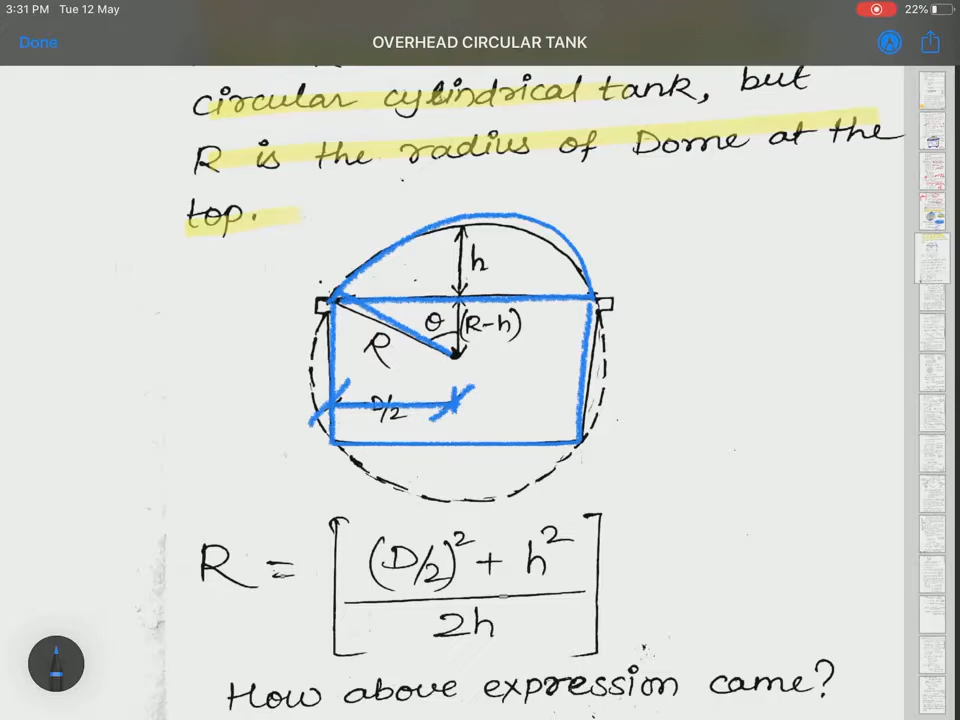 3:31 PM Tue 12 May
22%
Done
OVERHEAD CIRCULAR TANK
circular cylindrical tank, but
R is the radius of Dome at the
top.
h
θ (R-h)
R
D/2
R = [(D/2)² + h²
2h]
How above expression came?